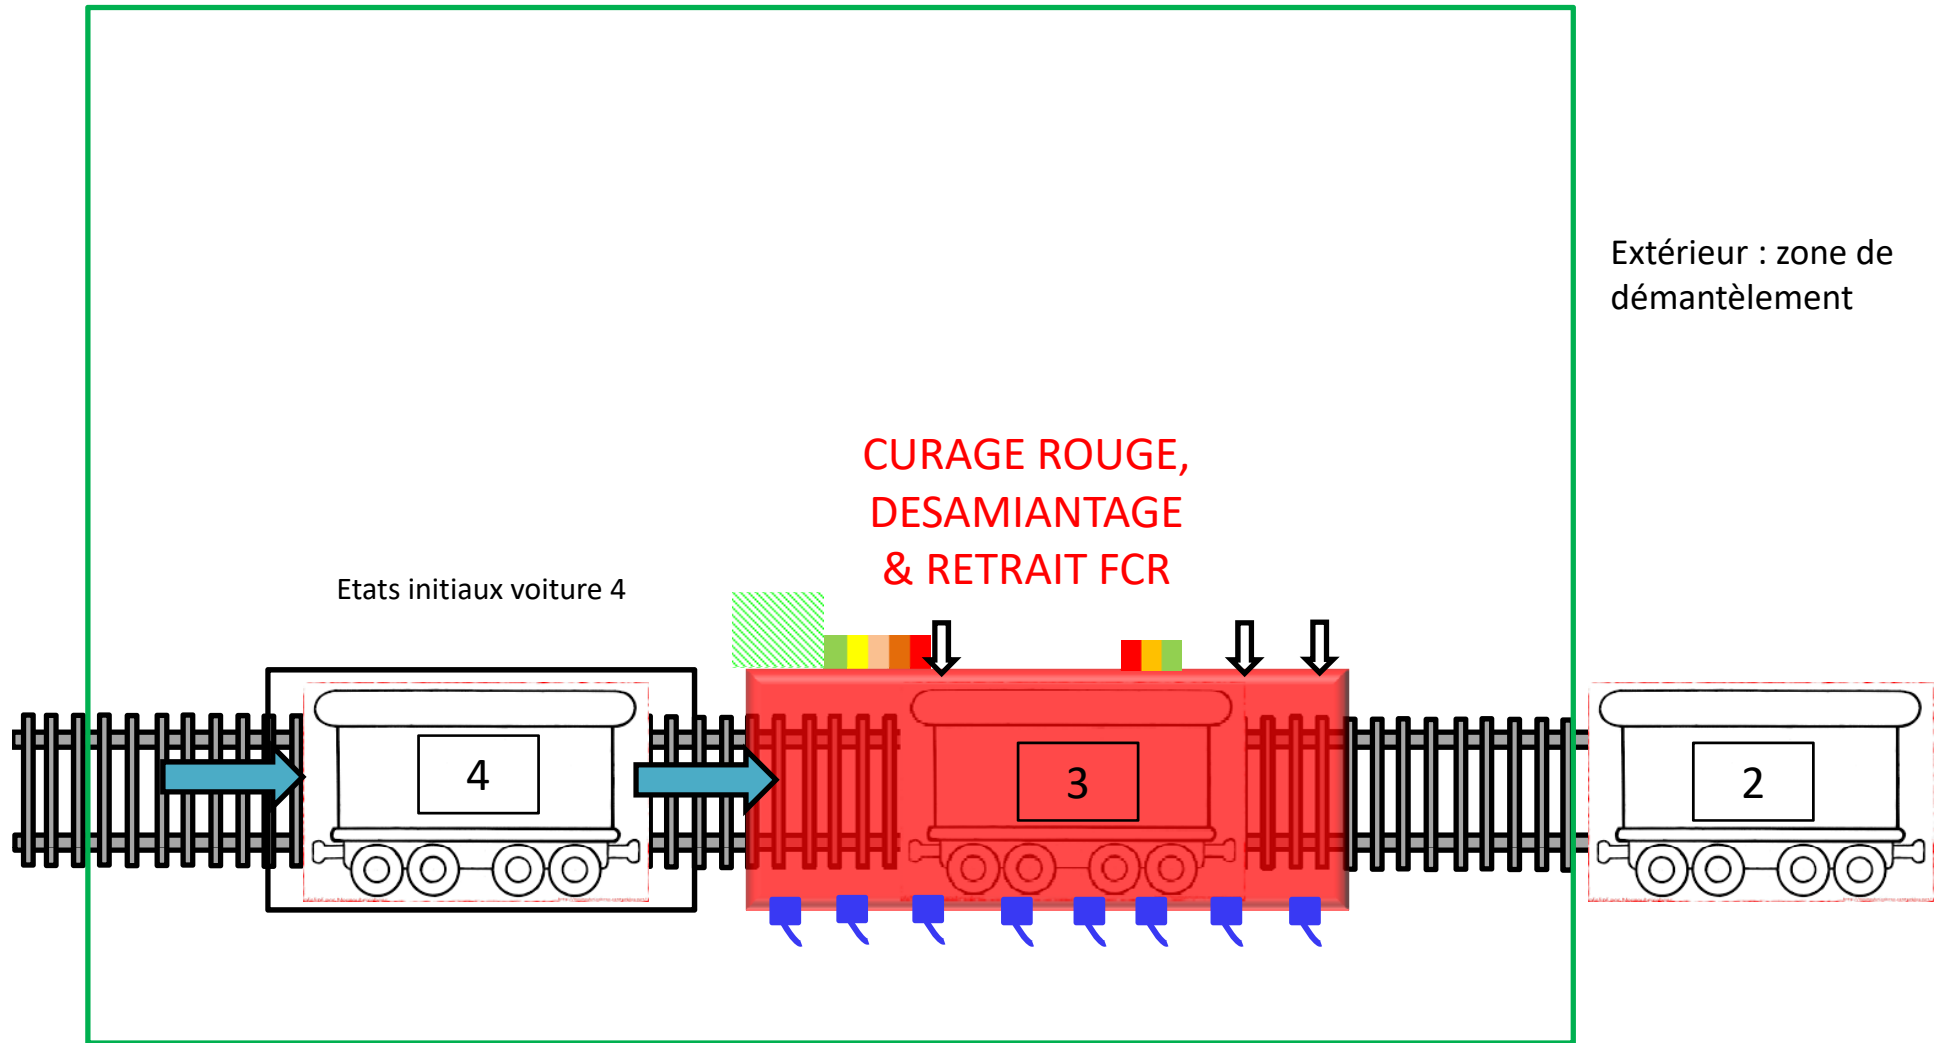 Extérieur : zone de
démantèlement
CURAGE ROUGE,
DESAMIANTAGE
& RETRAIT FCR
Etats initiaux voiture 4
4
3
2